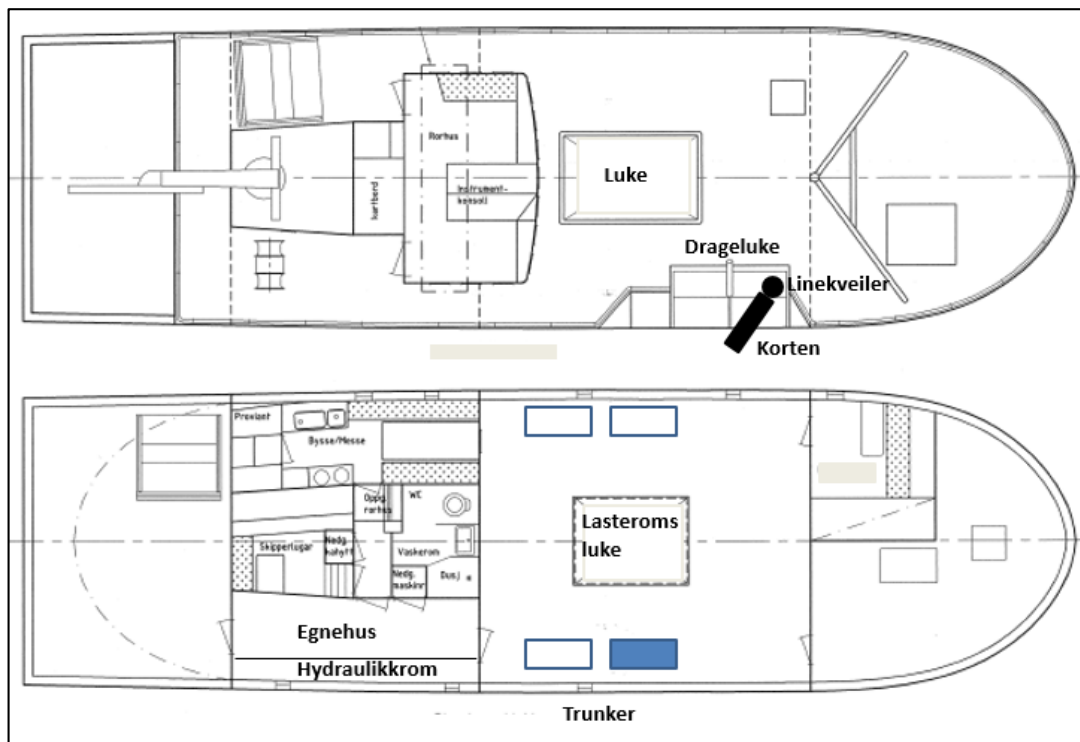 Rorhus
Luke
Instrument-
konsoll
kartbord
Drageluke
Linekveiler
Korten
Proviant
Bysse/Messe
Oppg.
rorhus
WC
Lasteroms
luke
Skipperlugar
Nedg.
Vaskerom
Nedg.
maskinr
Dusj
Egnehus
Hydraulikkrom
Trunker